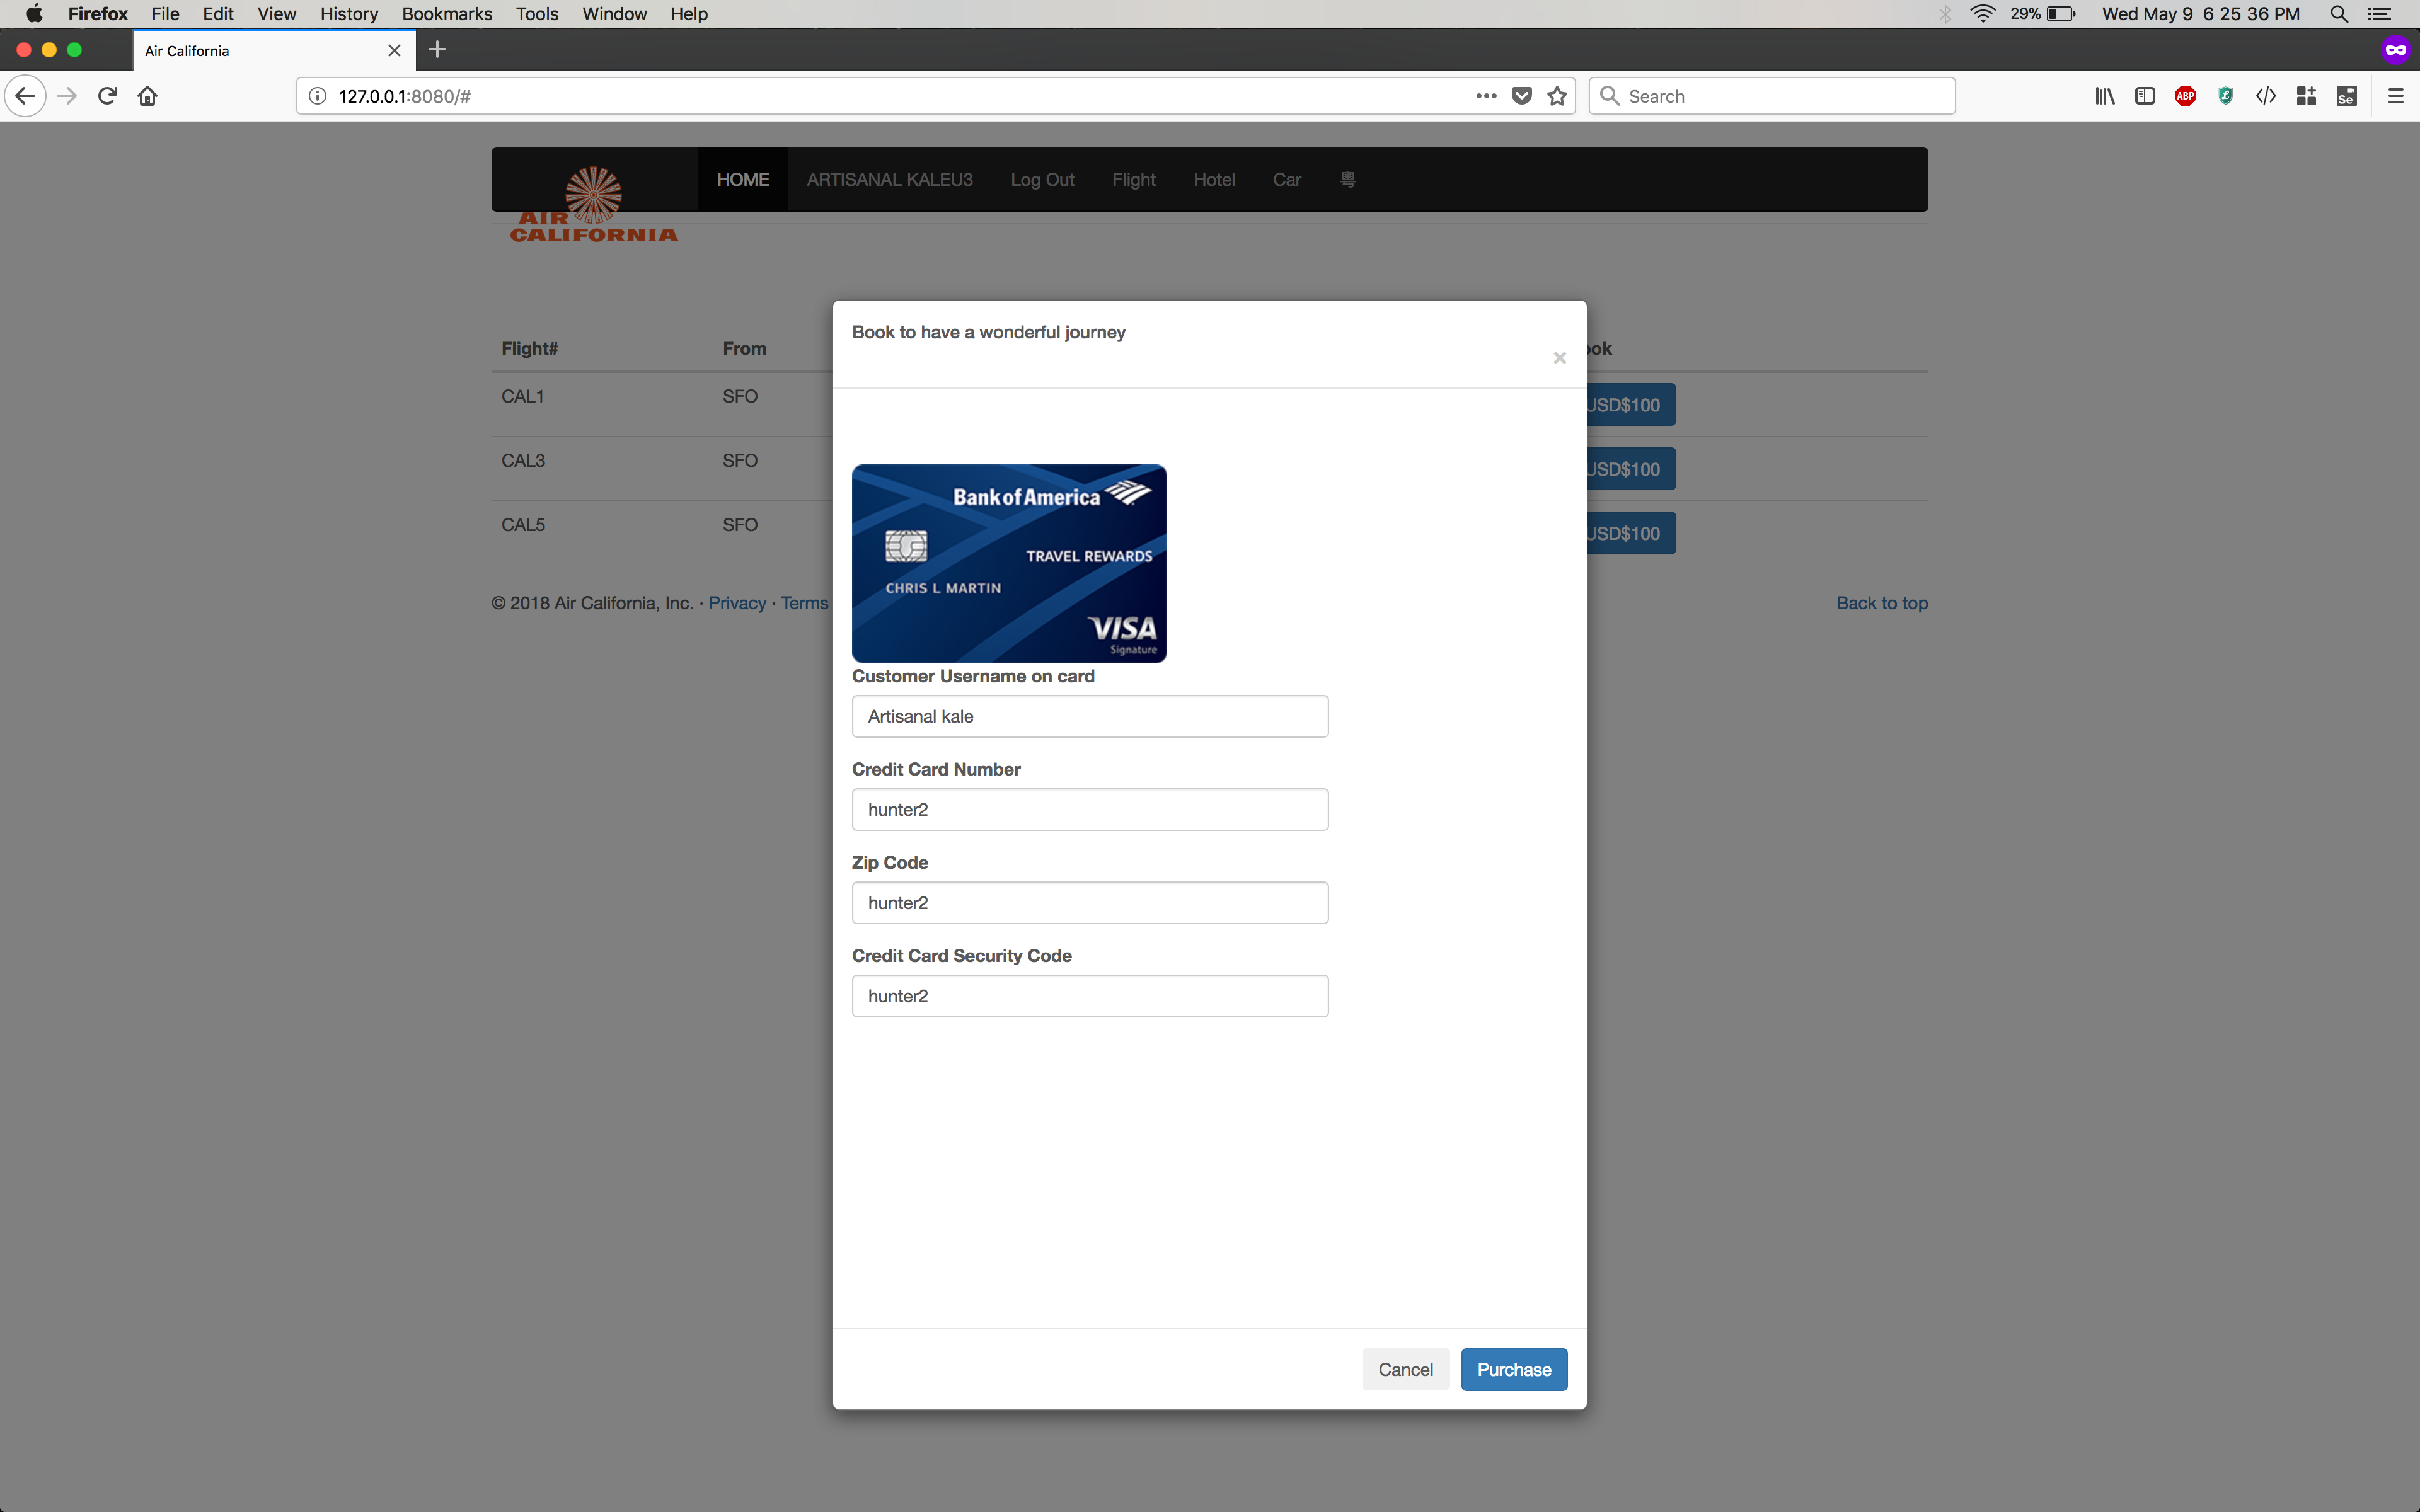 Firefox File Edit View History Bookmarks Tools Window Help 29% Wed May 9 6 25 36 PM
Air California
127.0.0.1:8080/# Search ABP Se
HOME ARTISANAL KALEU3 Log Out Flight Hotel Car 粵
AIR
CALIFORNIA
Book to have a wonderful journey
×
Flight# From
CAL1 SFO USD$100
CAL3 SFO USD$100
CAL5 SFO USD$100
Bank of America
TRAVEL REWARDS
CHRIS L MARTIN
VISA
Signature
© 2018 Air California, Inc. · Privacy · Terms Back to top
Customer Username on card
Artisanal kale
Credit Card Number
hunter2
Zip Code
hunter2
Credit Card Security Code
hunter2
Cancel Purchase